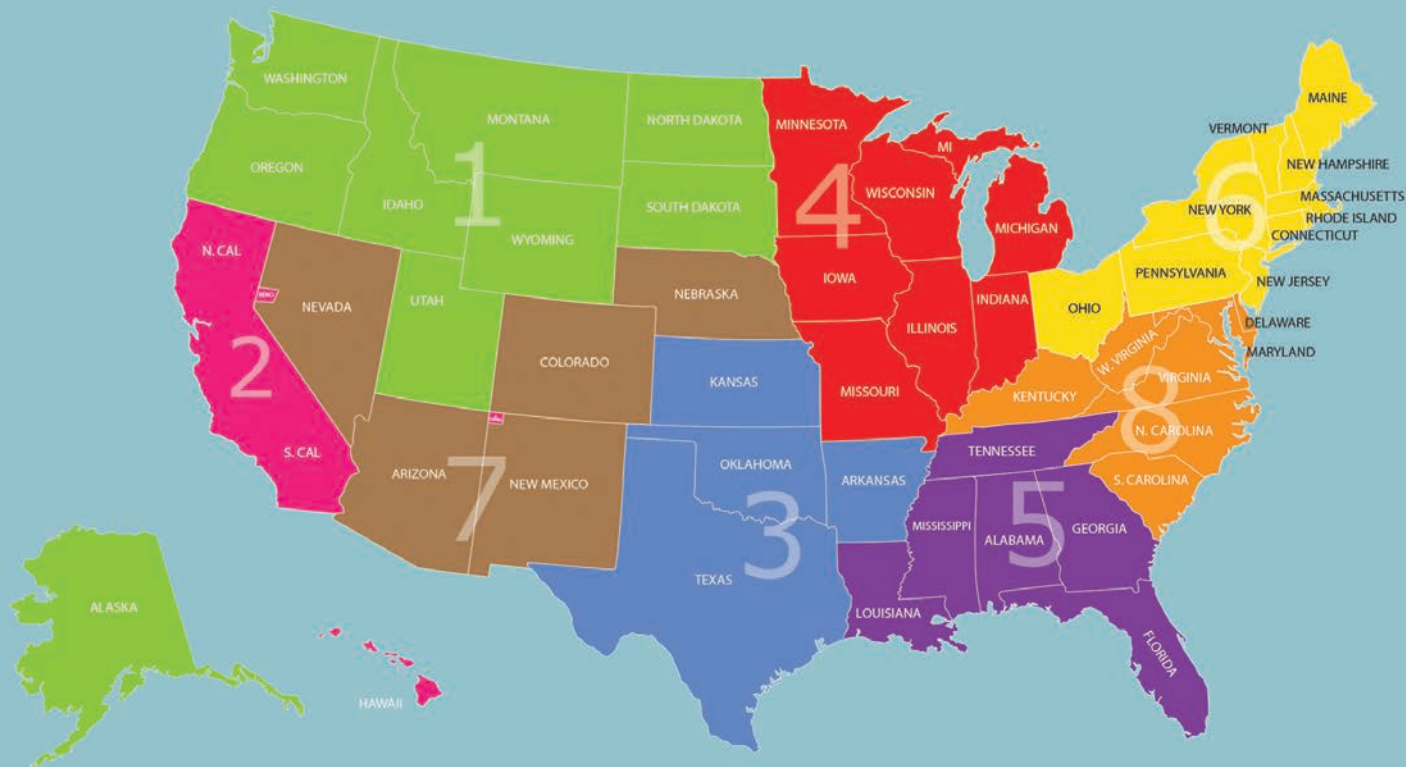 WASHINGTON
MONTANA
NORTH DAKOTA
MINNESOTA
MAINE
VERMONT
OREGON
1
IDAHO
SOUTH DAKOTA
WYOMING
4
MI
WISCONSIN
MICHIGAN
NEW HAMPSHIRE
6
MASSACHUSETTS
NEW YORK
RHODE ISLAND
CONNECTICUT
N. CAL
RENO
NEVADA
UTAH
NEBRASKA
IOWA
ILLINOIS
INDIANA
OHIO
PENNSYLVANIA
NEW JERSEY
DELAWARE
MARYLAND
2
COLORADO
KANSAS
MISSOURI
KENTUCKY
W. VIRGINIA
VIRGINIA
8
S. CAL
ARIZONA
7
NEW MEXICO
OKLAHOMA
3
TEXAS
ARKANSAS
TENNESSEE
N. CAROLINA
S. CAROLINA
MISSISSIPPI
ALABAMA
5
GEORGIA
LOUISIANA
FLORIDA
ALASKA
HAWAII